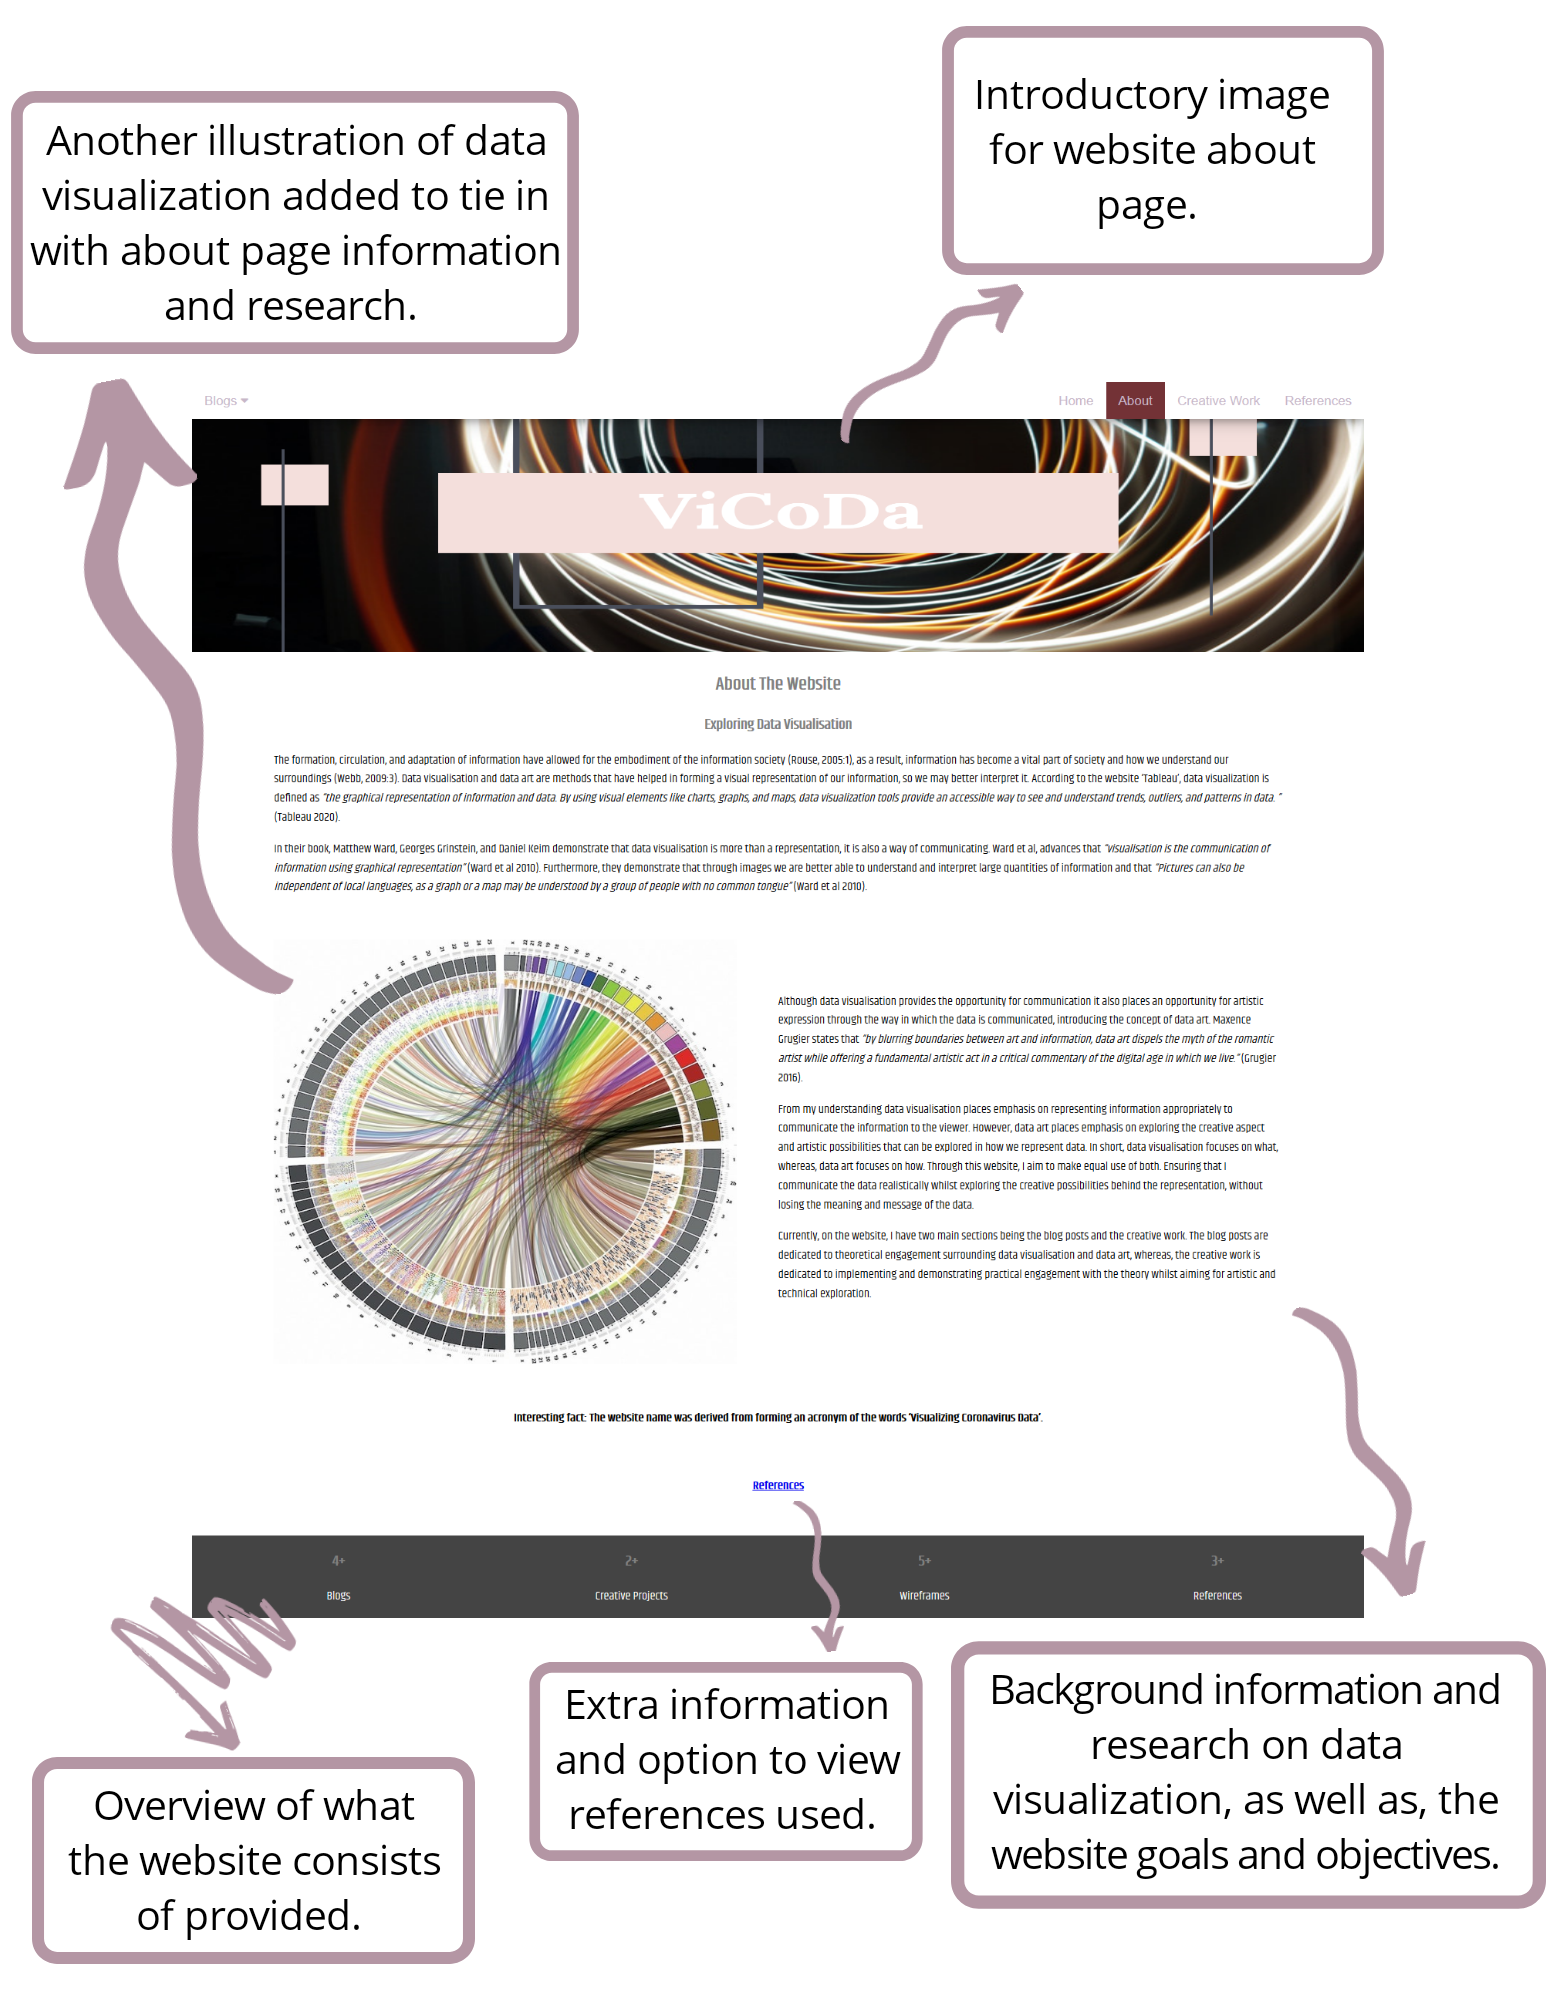 Introductory image
for website about
page.
Another illustration of data
visualization added to tie in
with about page information
and research.
Blogs
Home
About
Creative Work
References
ViCoDa
About The Website
Exploring Data Visualisation
The formation, circulation, and adaptation of information have allowed for the embodiment of the information society (Rouse, 2005:1), as a result, information has become a vital part of society and how we understand our
surroundings (Webb, 2009:3). Data visualisation and data art are methods that have helped in forming a visual representation of our information, so we may better interpret it. According to the website 'Tableau', data visualization is
defined as "the graphical representation of information and data. By using visual elements like charts, graphs, and maps, data visualization tools provide an accessible way to see and understand trends, outliers, and patterns in data. "
(Tableau 2020).
In their book, Matthew Ward, Georges Grinstein, and Daniel Keim demonstrate that data visualisation is more than a representation, it is also a way of communicating. Ward et al, advances that "visualisation is the communication of
information using graphical representation" (Ward et al 2010). Furthermore, they demonstrate that through images we are better able to understand and interpret large quantities of information and that "Pictures can also be
independent of local languages, as a graph or a map may be understood by a group of people with no common tongue" (Ward et al 2010).
Although data visualisation provides the opportunity for communication it also places an opportunity for artistic
expression through the way in which the data is communicated, introducing the concept of data art. Maxence
Grugier states that "by blurring boundaries between art and information, data art dispels the myth of the romantic
artist while offering a fundamental artistic act in a critical commentary of the digital age in which we live." (Grugier
2016).
From my understanding data visualisation places emphasis on representing information appropriately to
communicate the information to the viewer. However, data art places emphasis on exploring the creative aspect
and artistic possibilities that can be explored in how we represent data. In short, data visualisation focuses on what,
whereas, data art focuses on how. Through this website, I aim to make equal use of both. Ensuring that I
communicate the data realistically whilst exploring the creative possibilities behind the representation, without
losing the meaning and message of the data.
Currently, on the website, I have two main sections being the blog posts and the creative work. The blog posts are
dedicated to theoretical engagement surrounding data visualisation and data art, whereas, the creative work is
dedicated to implementing and demonstrating practical engagement with the theory whilst aiming for artistic and
technical exploration.
Interesting fact: The website name was derived from forming an acronym of the words 'Visualizing Coronavirus Data'.
References
4+
2+
5+
3+
Blogs
Creative Projects
Wireframes
References
Extra information
and option to view
references used.
Background information and
research on data
visualization, as well as, the
website goals and objectives.
Overview of what
the website consists
of provided.